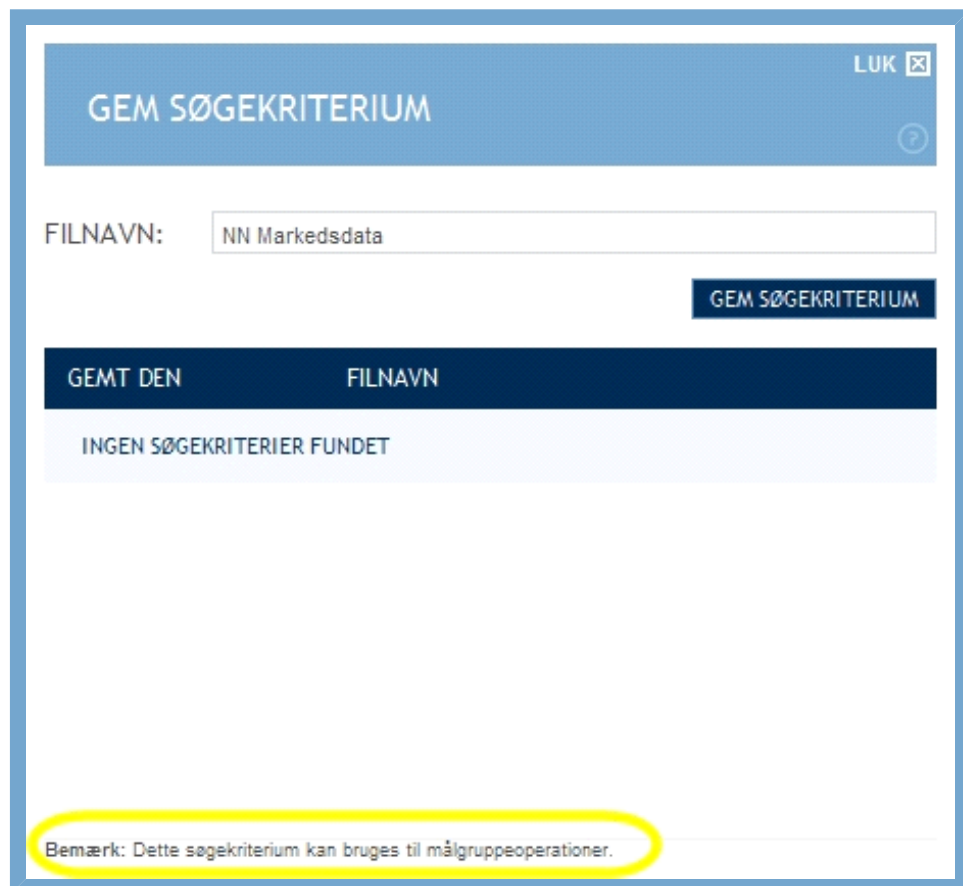 LUK
GEM SØGEKRITERIUM
?
FILNAVN: NN Markedsdata
GEM SØGEKRITERIUM
GEMT DEN FILNAVN
INGEN SØGEKRITERIER FUNDET
Bemærk: Dette søgekriterium kan bruges til målgruppeoperationer.